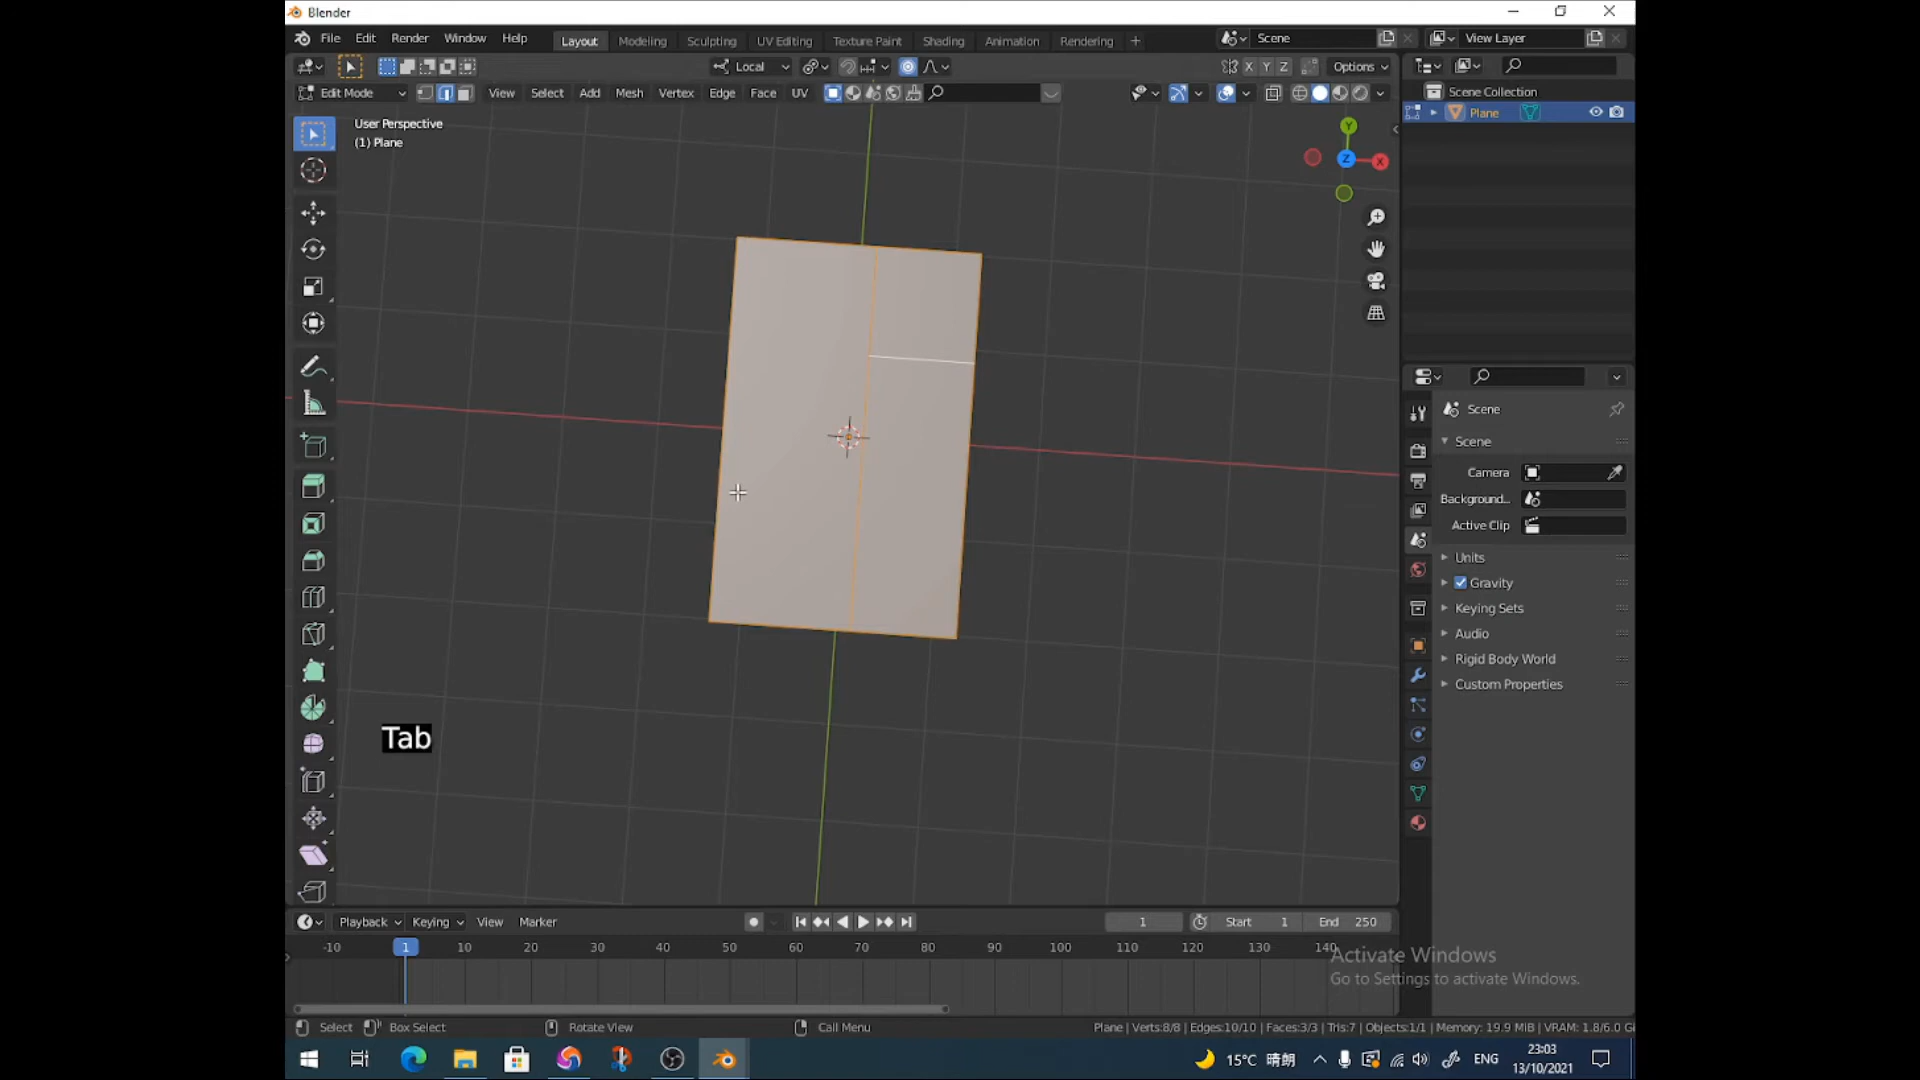 Blender
File Edit Render Window Help Layout Modeling Sculpting UV Editing Texture Paint Shading Animation Rendering + Scene View Layer
Local X Y Z Options
Edit Mode View Select Add Mesh Vertex Edge Face UV
Scene Collection
Plane
User Perspective
(1) Plane
Y
Z X
Scene
Scene
Camera
Background...
Active Clip
Units
Gravity
Keying Sets
Audio
Rigid Body World
Custom Properties
Tab
Playback Keying View Marker 1 Start 1 End 250
-10 1 10 20 30 40 50 60 70 80 90 100 110 120 130 140
Activate Windows
Go to Settings to activate Windows.
Select Box Select Rotate View Call Menu Plane | Verts:8/8 | Edges:10/10 | Faces:3/3 | Tris:7 | Objects:1/1 | Memory: 19.9 MiB | VRAM: 1.8/6.0 Gi
15°C 晴朗 ENG 23:03
13/10/2021